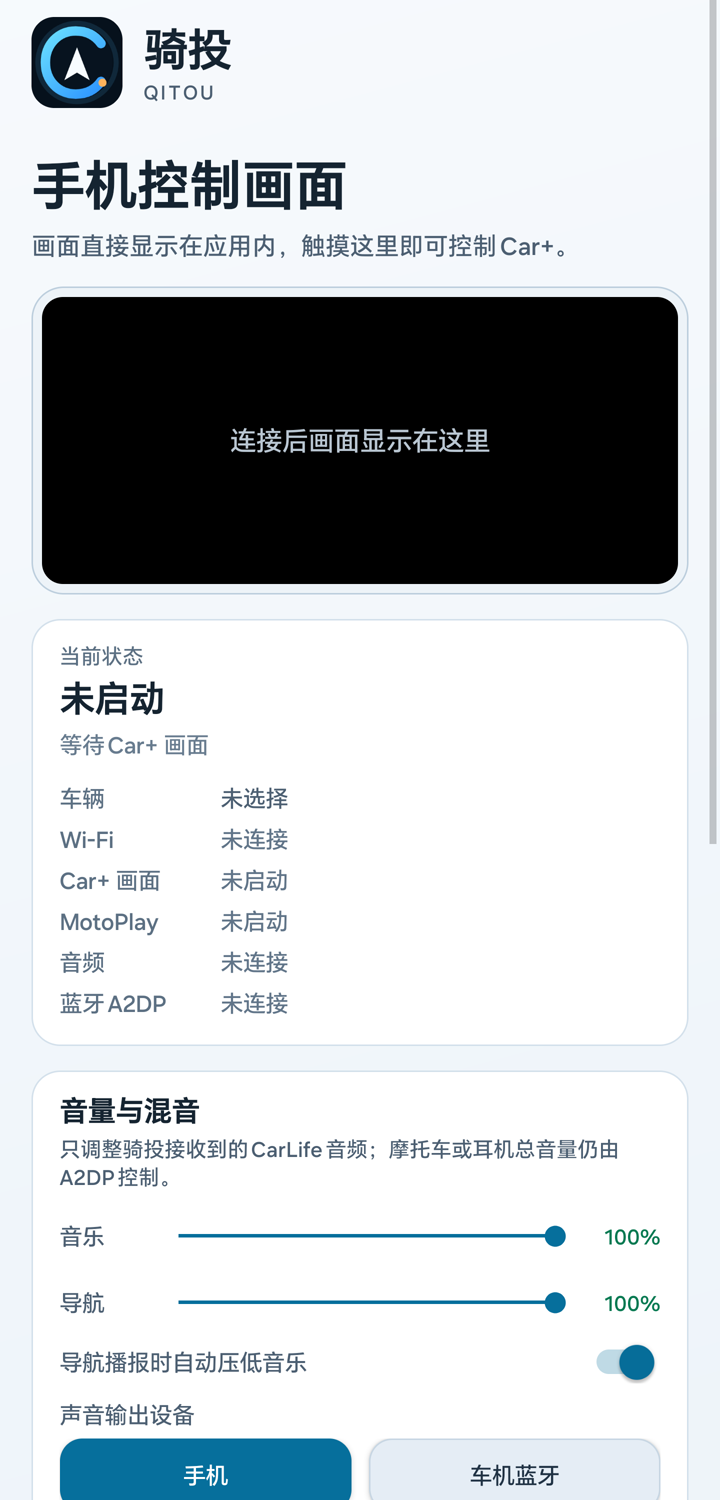 骑投
QITOU
手机控制画面
画面直接显示在应用内，触摸这里即可控制 Car+。
连接后画面显示在这里
当前状态
未启动
等待 Car+ 画面
车辆 未选择
Wi-Fi 未连接
Car+ 画面 未启动
MotoPlay 未启动
音频 未连接
蓝牙 A2DP 未连接
音量与混音
只调整骑投接收到的 CarLife 音频；摩托车或耳机总音量仍由
A2DP 控制。
音乐 100%
导航 100%
导航播报时自动压低音乐
声音输出设备
手机 车机蓝牙